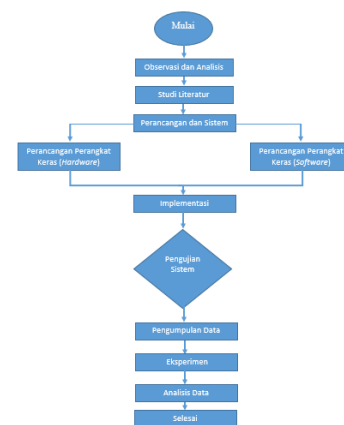 Mulai
Observasi dan Analisis
Studi Literatur
Perancangan dan Sistem
Perancangan Perangkat
Keras (Hardware)
Perancangan Perangkat
Keras (Software)
Implementasi
Pengujian
Sistem
Pengumpulan Data
Eksperimen
Analisis Data
Selesai